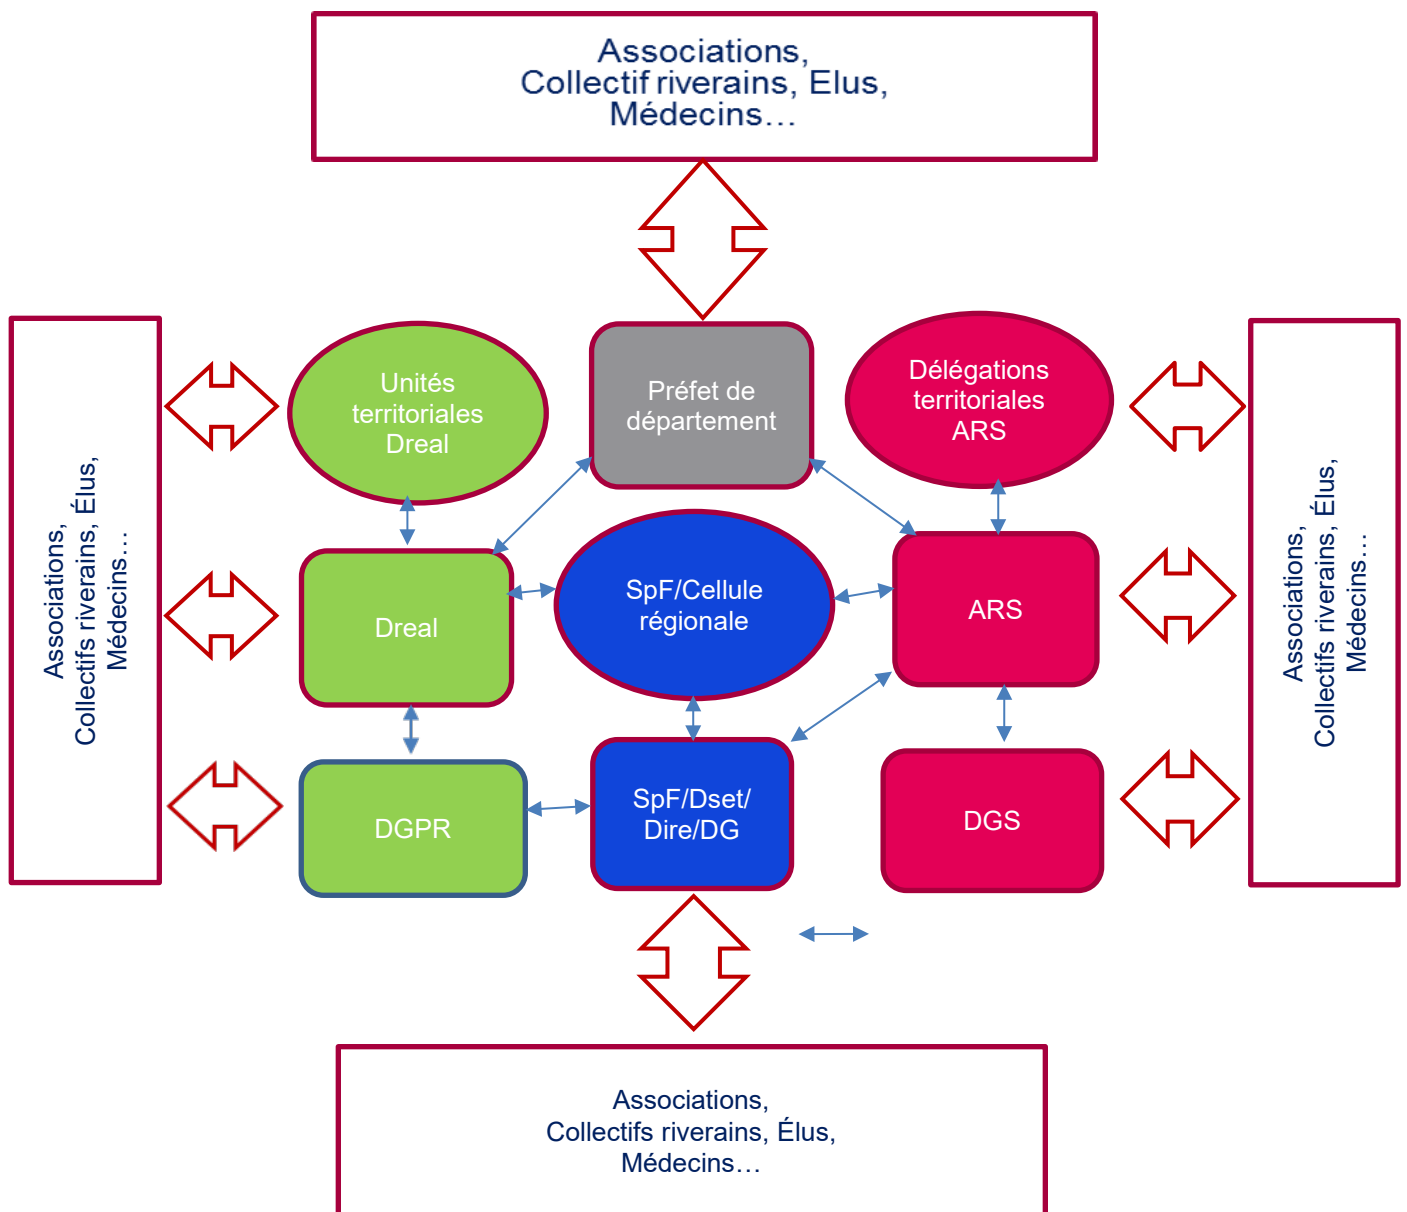 Associations,
Collectif riverains, Elus,
Médecins…
Associations,
Collectifs riverains, Élus,
Médecins…
Unités
territoriales
Dreal
Préfet de
département
Délégations
territoriales
ARS
Associations,
Collectifs riverains, Élus,
Médecins…
Dreal
SpF/Cellule
régionale
ARS
DGPR
SpF/Dset/
Dire/DG
DGS
Associations,
Collectifs riverains, Élus,
Médecins…